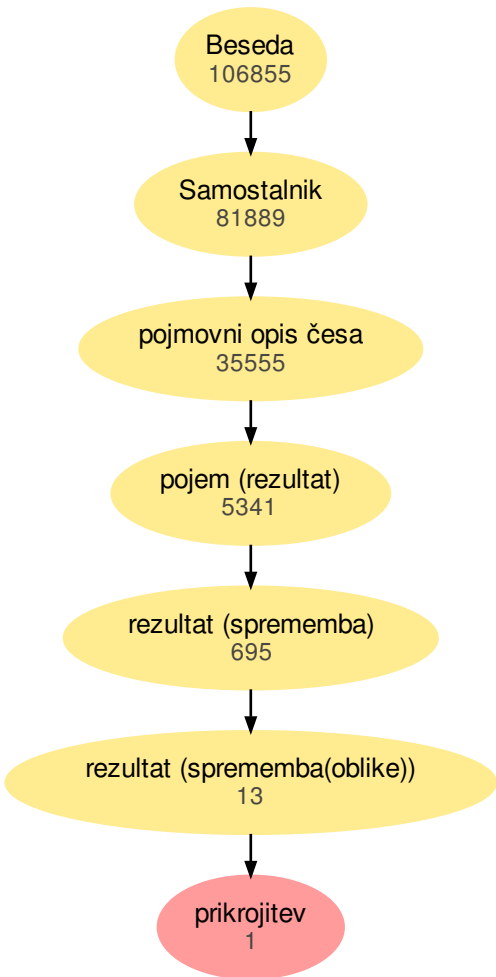 Beseda
106855
Samostalnik
81889
pojmovni opis česa
35555
pojem (rezultat)
5341
rezultat (sprememba)
695
rezultat (sprememba(oblike))
13
prikrojitev
1